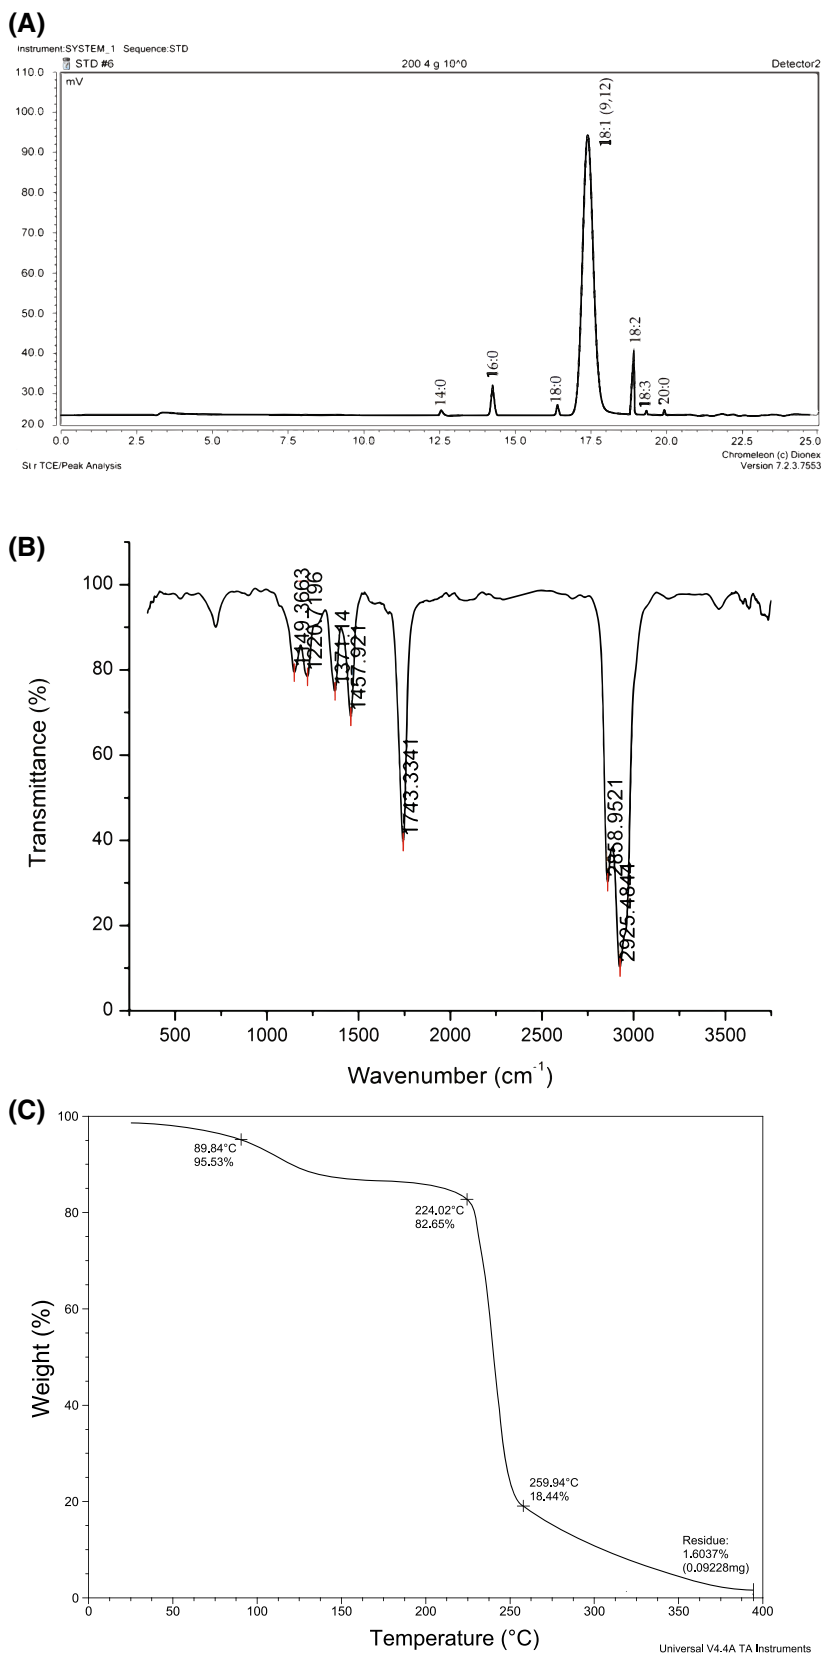 (A)
Instrument:SYSTEM_1 Sequence:STD
STD #6 200 4 g 10^0 Detector2
mV
110.0
100.0
90.0
80.0
70.0
60.0
50.0
40.0
30.0
20.0
14:0
16:0
18:0
18:1 (9,12)
18:2
18:3
20:0
0.0 2.5 5.0 7.5 10.0 12.5 15.0 17.5 20.0 22.5 25.0
Chromeleon (c) Dionex
Version 7.2.3.7553
St r TCE/Peak Analysis
(B)
Transmittance (%)
100
80
60
40
20
0
1149.3663
1220.7196
1371.14
1457.921
1743.3341
2858.9521
2925.4844
500 1000 1500 2000 2500 3000 3500
Wavenumber (cm-1)
(C)
Weight (%)
100
80
60
40
20
0
89.84°C
95.53%
224.02°C
82.65%
259.94°C
18.44%
Residue:
1.6037%
(0.09228mg)
0 50 100 150 200 250 300 350 400
Temperature (°C)
Universal V4.4A TA Instruments